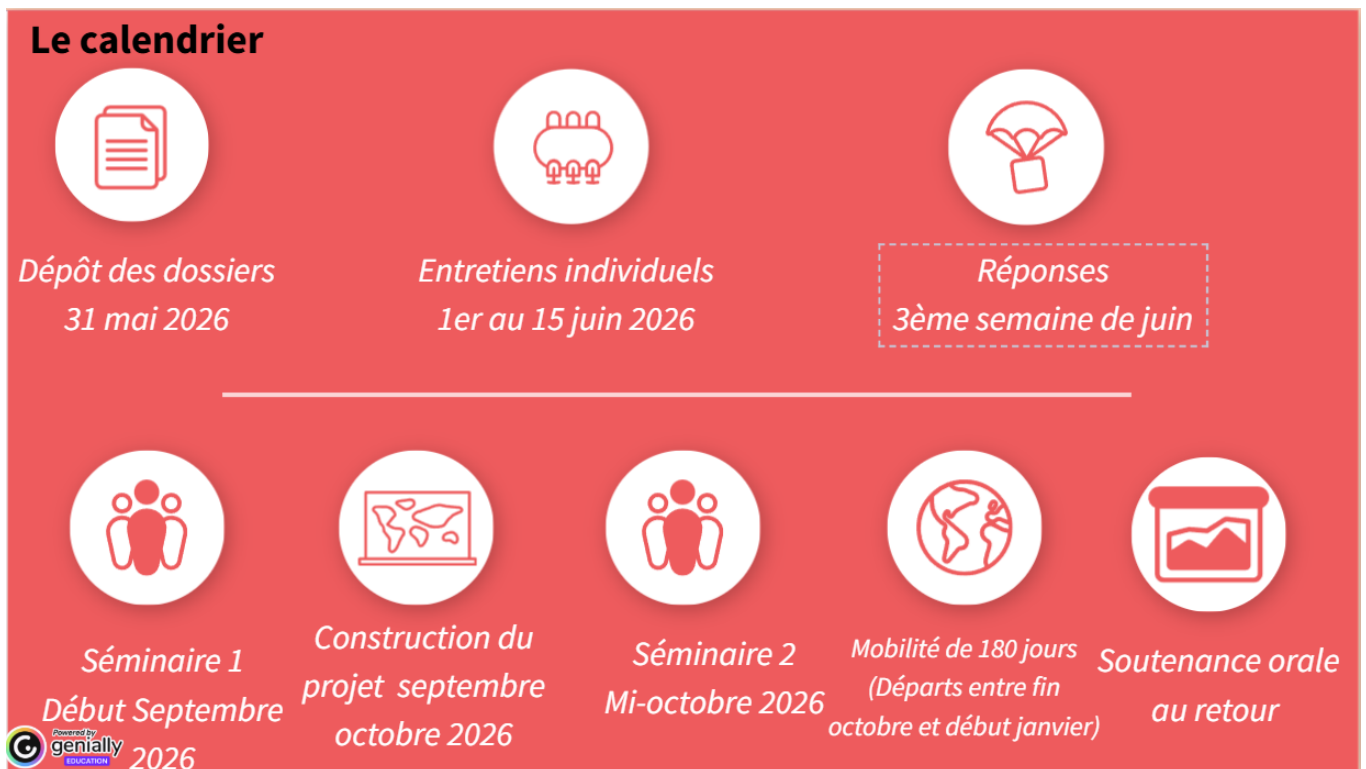 Le calendrier
Dépôt des dossiers
31 mai 2026
Entretiens individuels
1er au 15 juin 2026
Réponses
3ème semaine de juin
Séminaire 1
Début Septembre
2026
Construction du
projet septembre
octobre 2026
Séminaire 2
Mi-octobre 2026
Mobilité de 180 jours
(Départs entre fin
octobre et début janvier)
Soutenance orale
au retour
Powered by
genially
EDUCATION